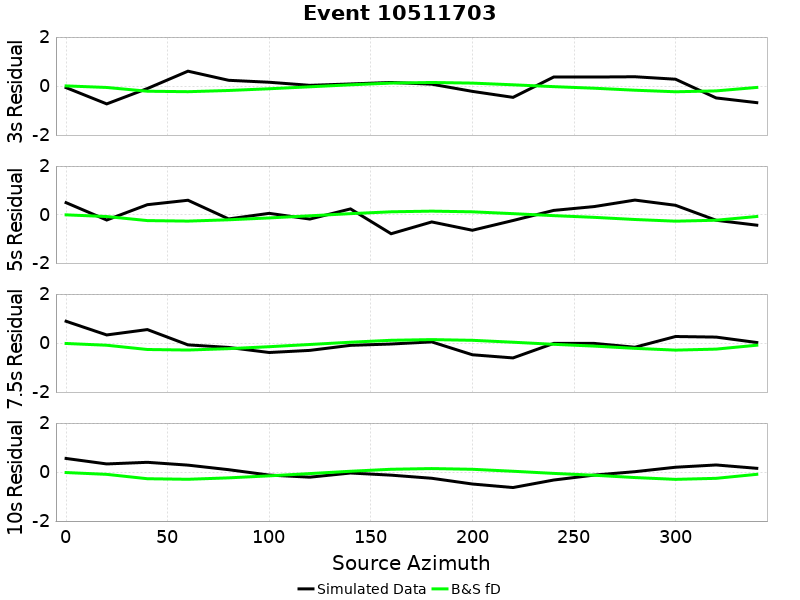 Event 10511703
3s Residual
2
0
-2
5s Residual
2
0
-2
7.5s Residual
2
0
-2
10s Residual
2
0
-2
0 50 100 150 200 250 300
Source Azimuth
Simulated Data B&S fD